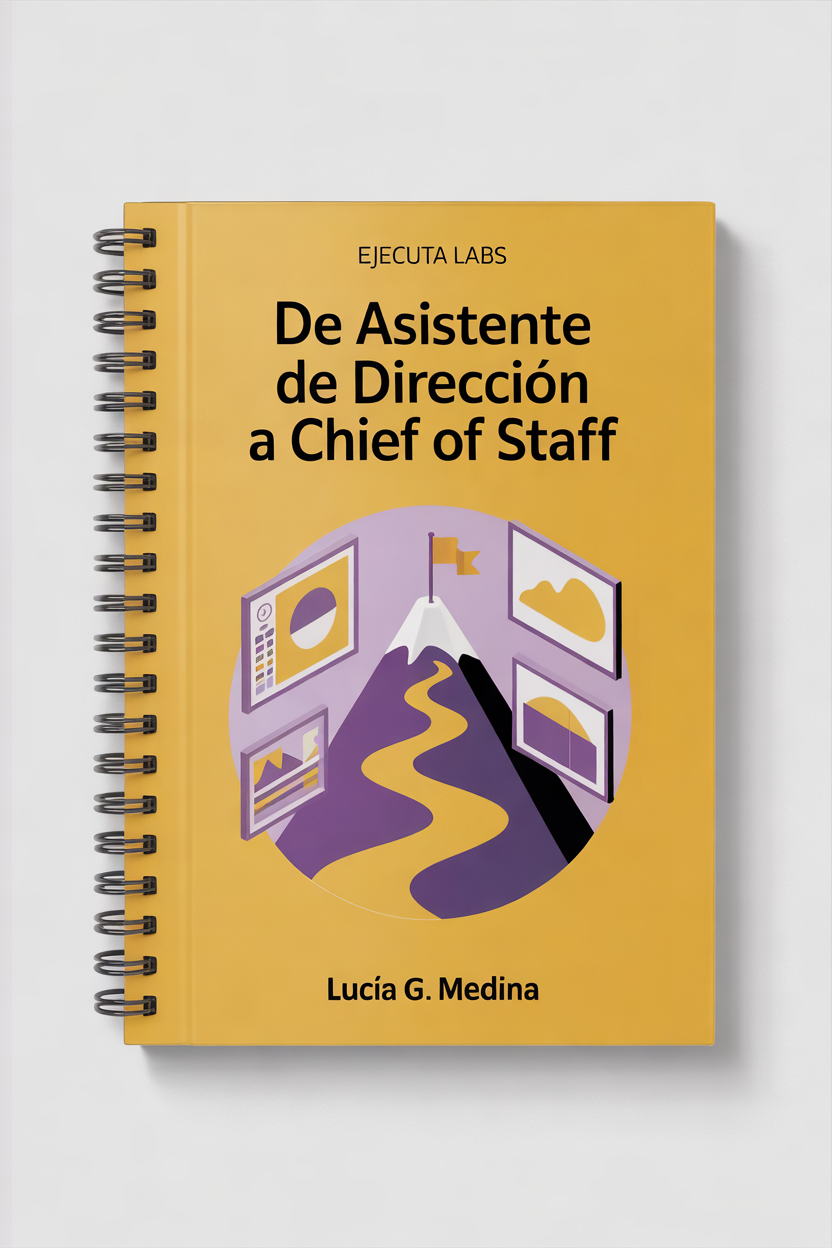 EJECUTA LABS
De Asistente
de Dirección
a Chief of Staff
Lucía G. Medina